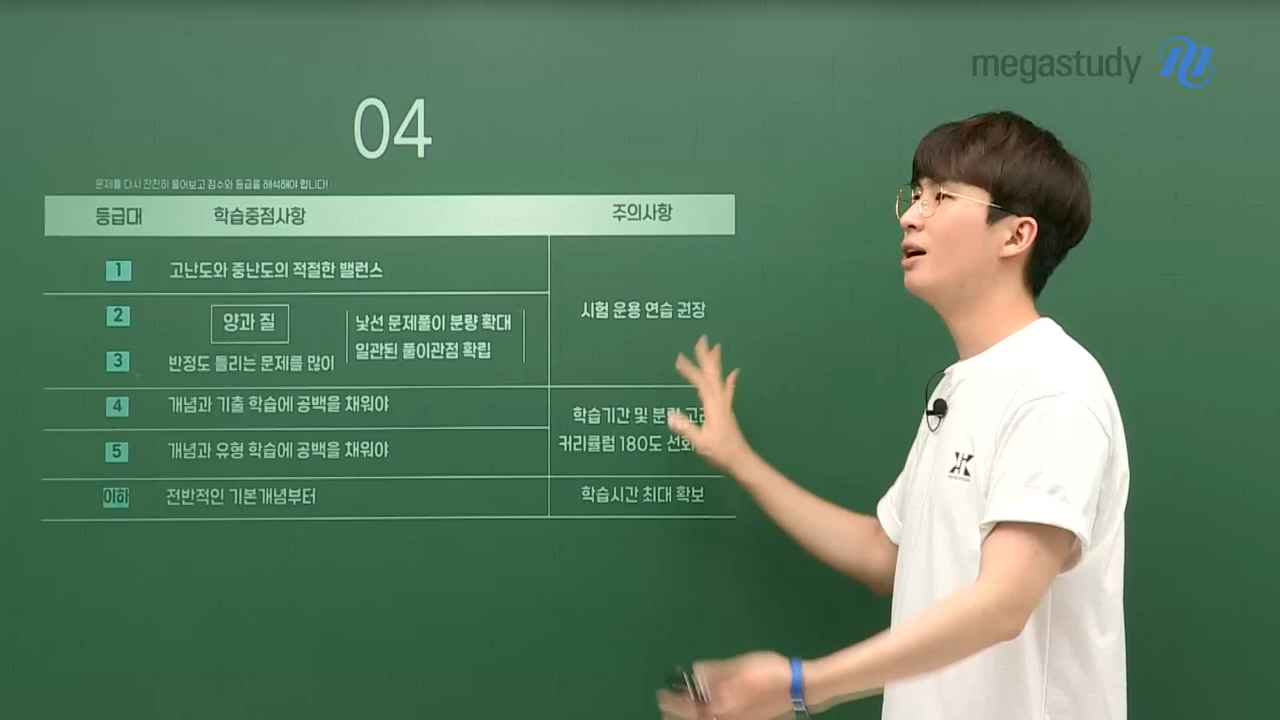 megastudy
04
문제를 다시 찬찬히 풀어보고 점수와 등급을 해석해야 합니다!
등급대 학습중점사항 주의사항
1 고난도와 중난도의 적절한 밸런스
2 양과 질 낯선 문제풀이 분량 확대
일관된 풀이관점 확립
시험 운용 연습 권장
3 반정도 틀리는 문제를 많이
4 개념과 기출 학습에 공백을 채워야
학습기간 및 분량
5 개념과 유형 학습에 공백을 채워야
커리큘럼 180도
이하 전반적인 기본개념부터 학습시간 최대 확보